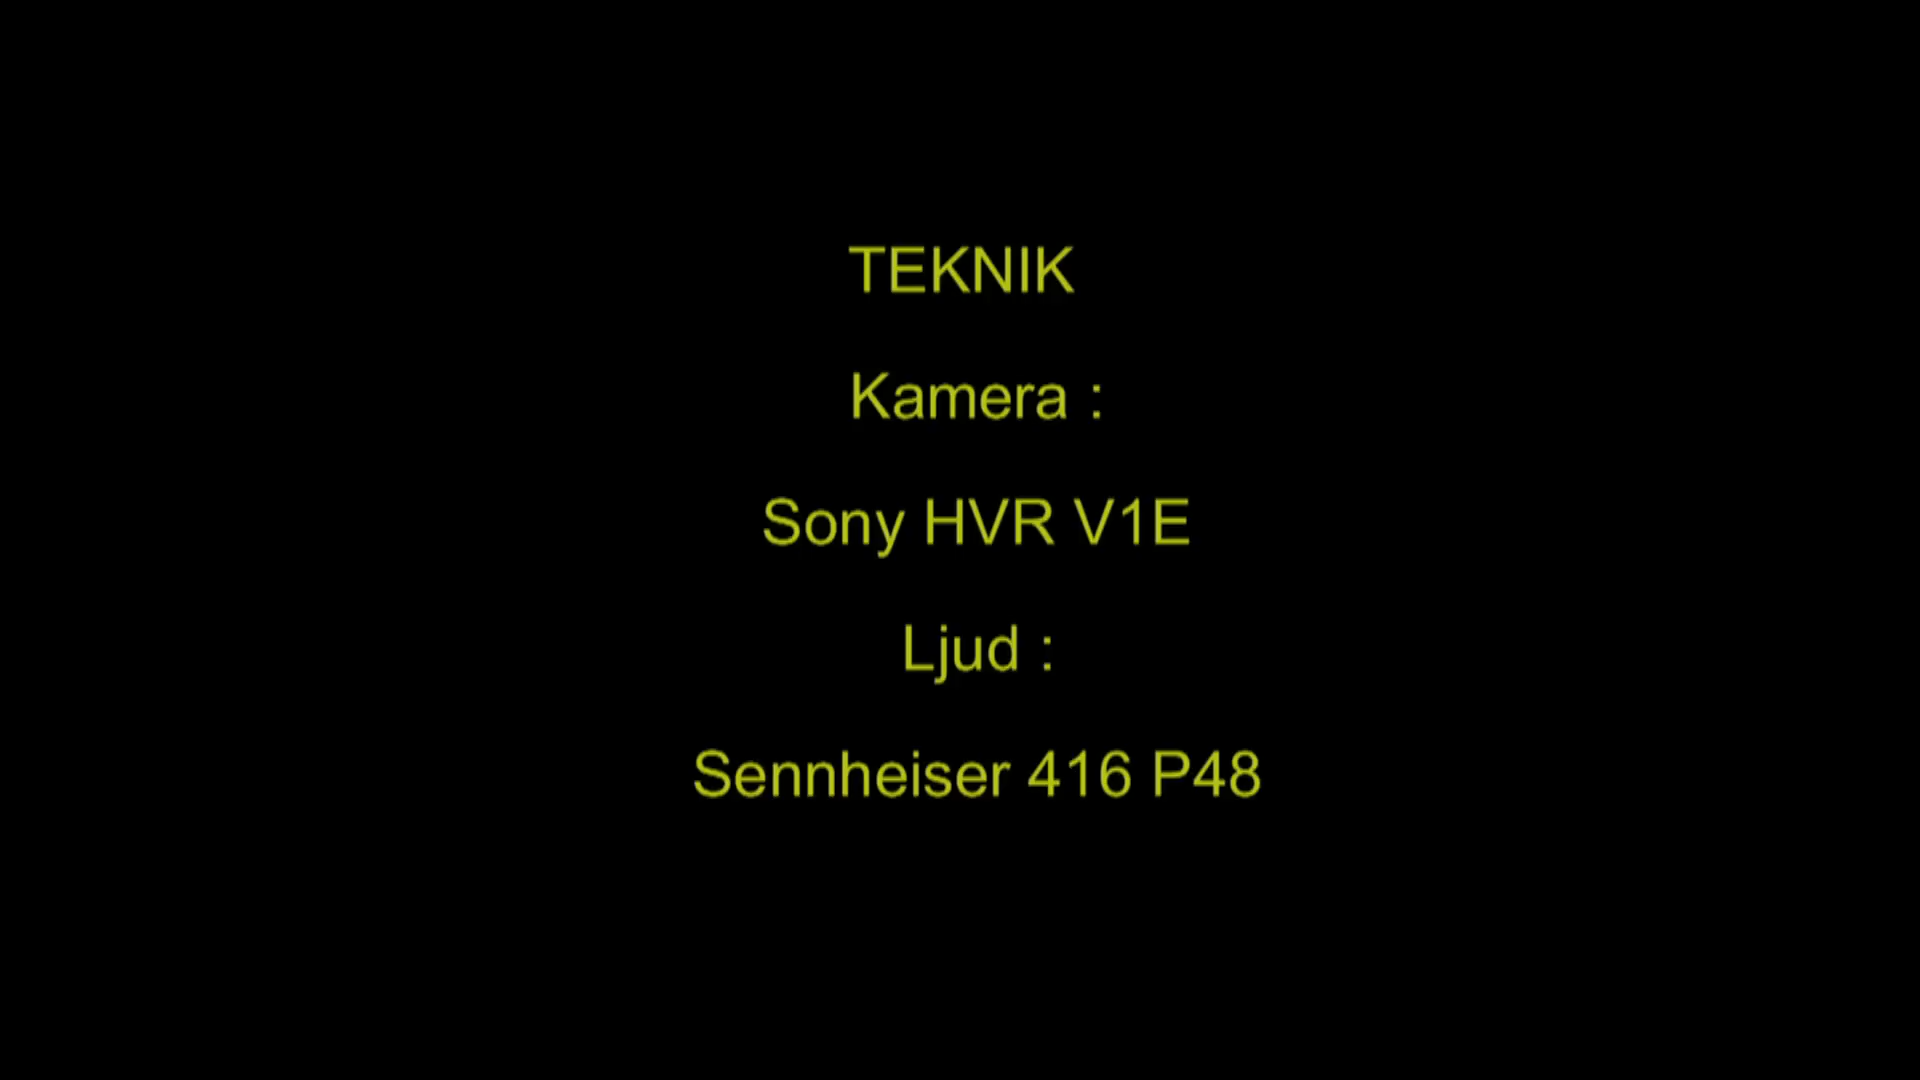 TEKNIK
Kamera :
Sony HVR V1E
Ljud :
Sennheiser 416 P48